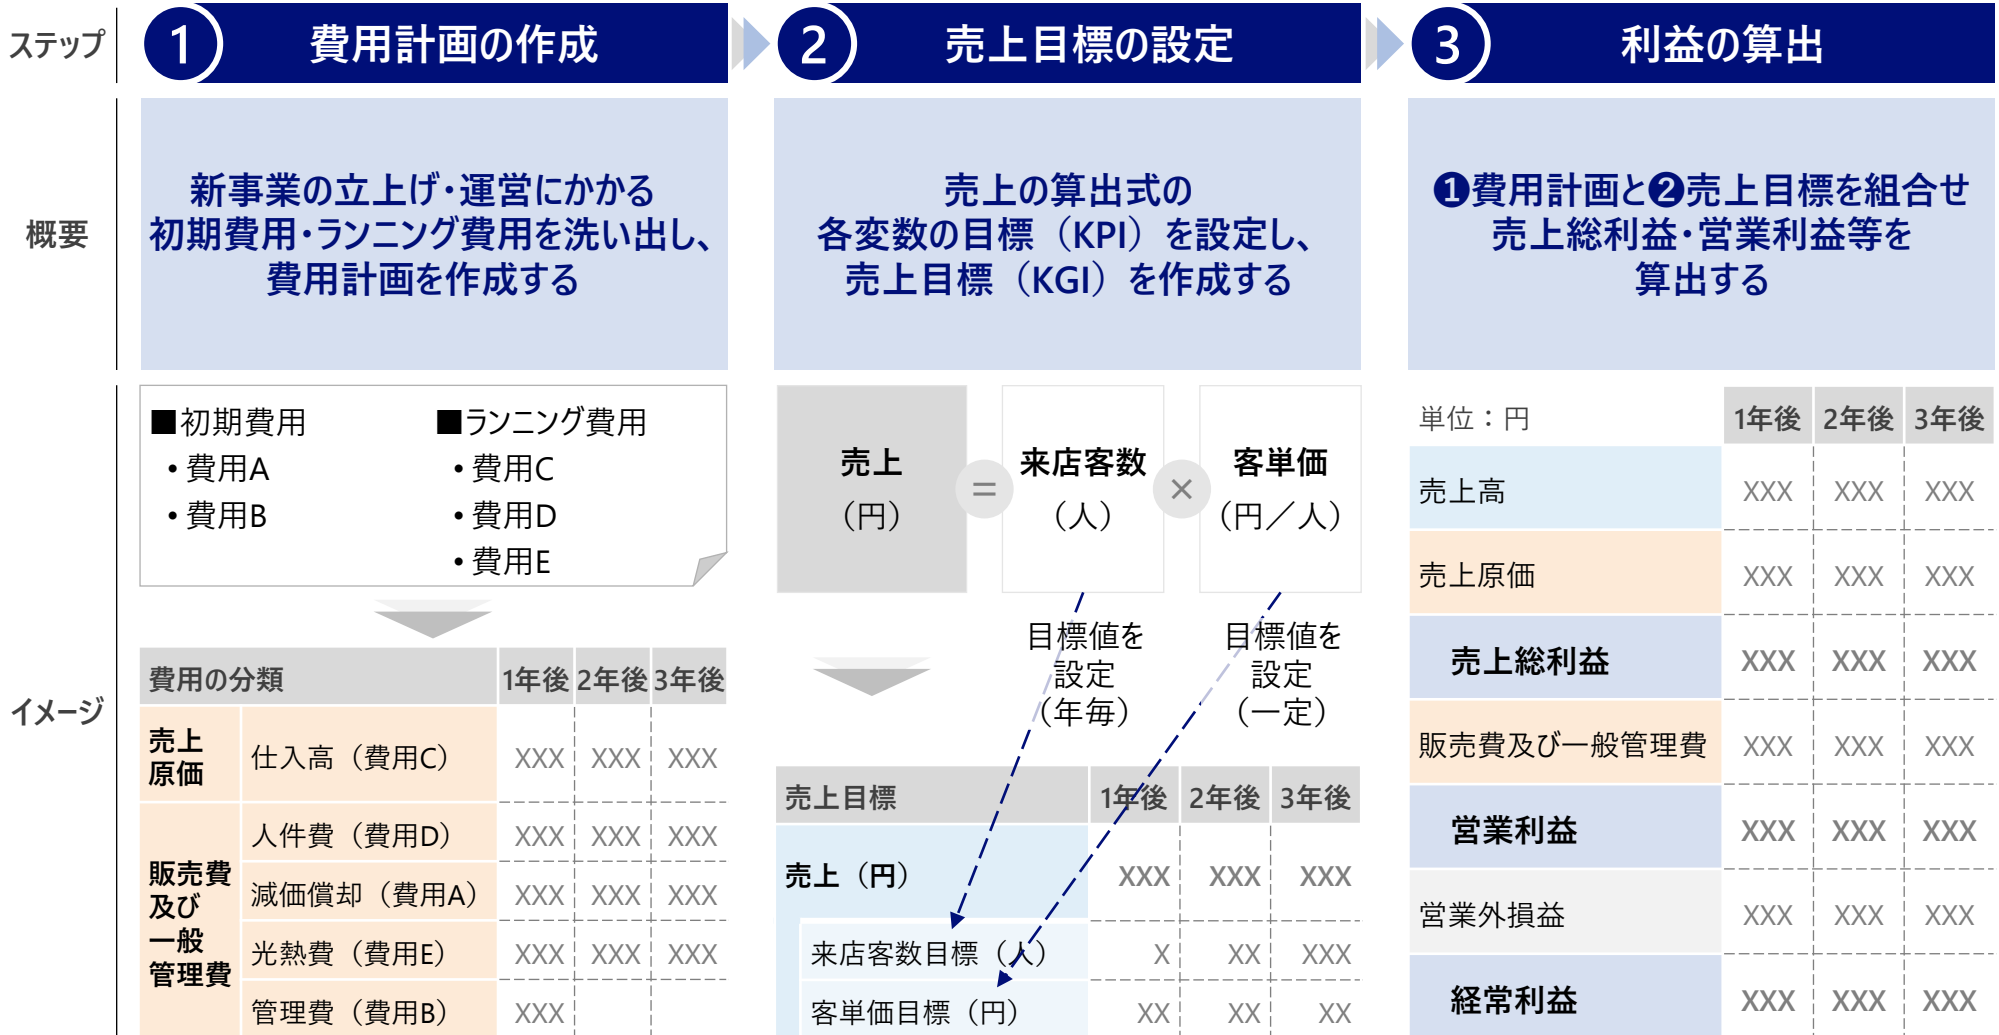 ステップ
1 費用計画の作成
2 売上目標の設定
3 利益の算出
概要
新事業の立上げ・運営にかかる
初期費用・ランニング費用を洗い出し、
費用計画を作成する
売上の算出式の
各変数の目標（KPI）を設定し、
売上目標（KGI）を作成する
❶費用計画と❷売上目標を組合せ
売上総利益・営業利益等を
算出する
イメージ
■初期費用
• 費用A
• 費用B
■ランニング費用
• 費用C
• 費用D
• 費用E
費用の分類 1年後 2年後 3年後
売上
原価
仕入高（費用C） XXX XXX XXX
販売費
及び
一般
管理費
人件費（費用D） XXX XXX XXX
減価償却（費用A） XXX XXX XXX
光熱費（費用E） XXX XXX XXX
管理費（費用B） XXX
売上
（円）
=
来店客数
（人）
×
客単価
（円／人）
目標値を
設定
（年毎）
目標値を
設定
（一定）
売上目標 1年後 2年後 3年後
売上（円） XXX XXX XXX
来店客数目標（人） X XX XXX
客単価目標（円） XX XX XX
単位：円 1年後 2年後 3年後
売上高 XXX XXX XXX
売上原価 XXX XXX XXX
売上総利益 XXX XXX XXX
販売費及び一般管理費 XXX XXX XXX
営業利益 XXX XXX XXX
営業外損益 XXX XXX XXX
経常利益 XXX XXX XXX